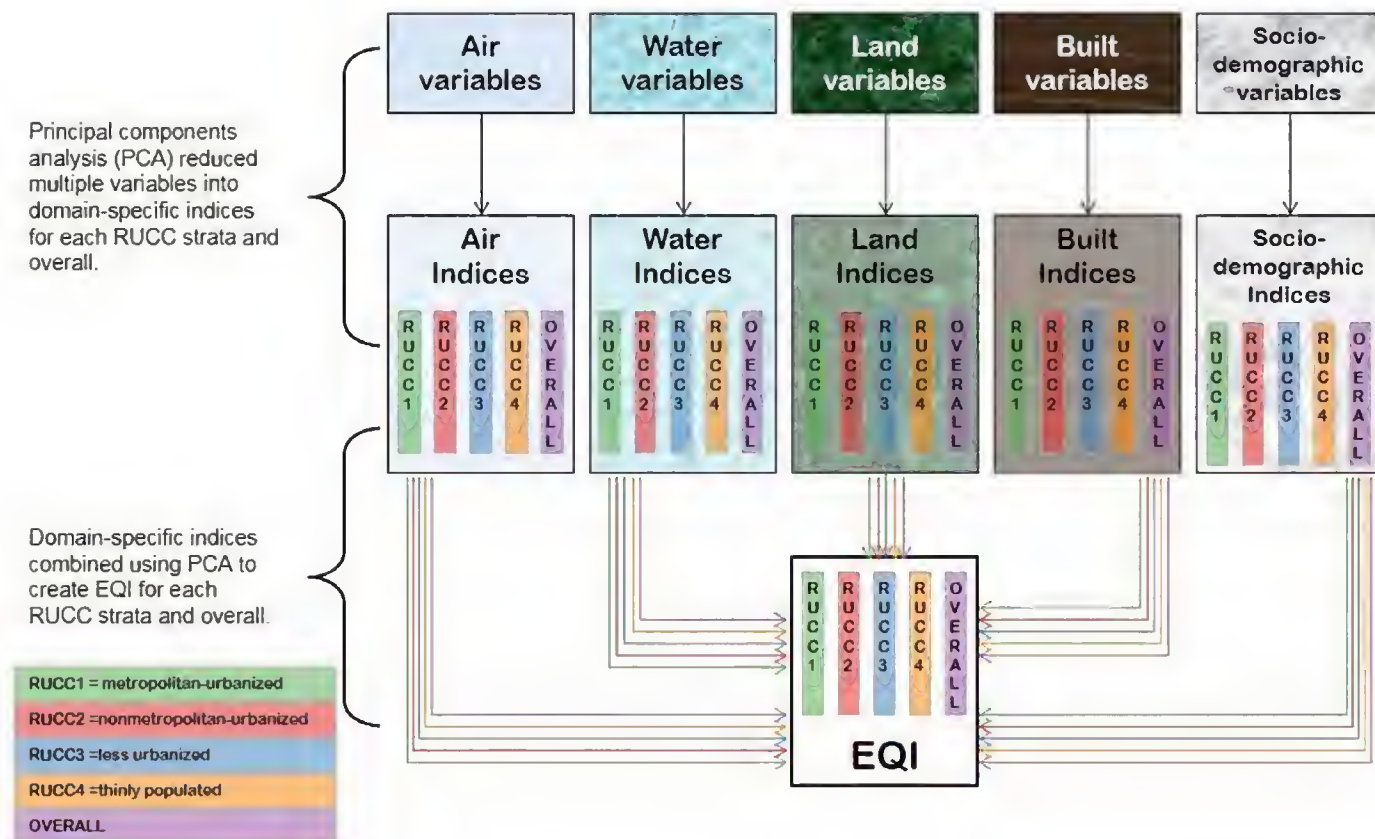 Air
variables
Water
variables
Land
variables
Built
variables
Socio-
demographic
variables
Principal components
analysis (PCA) reduced
multiple variables into
domain-specific indices
for each RUCC strata and
overall.
Air
Indices
RUCC1
RUCC2
RUCC3
RUCC4
OVERALL
Water
Indices
RUCC1
RUCC2
RUCC3
RUCC4
OVERALL
Land
Indices
RUCC1
RUCC2
RUCC3
RUCC4
OVERALL
Built
Indices
RUCC1
RUCC2
RUCC3
RUCC4
OVERALL
Socio-
demographic
Indices
RUCC1
RUCC2
RUCC3
RUCC4
OVERALL
Domain-specific indices
combined using PCA to
create EQI for each
RUCC strata and overall.
RUCC1
RUCC2
RUCC3
RUCC4
OVERALL
EQI
RUCC1 = metropolitan-urbanized
RUCC2 =nonmetropolitan-urbanized
RUCC3 =less urbanized
RUCC4 =thinly populated
OVERALL